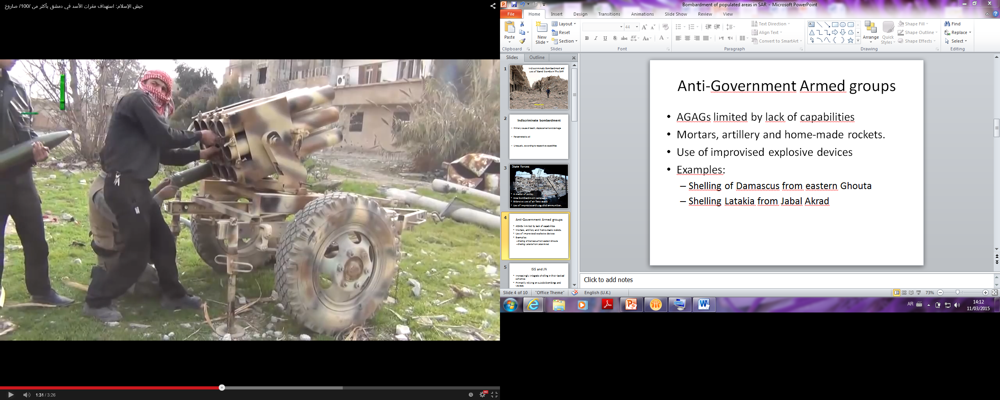 جيش الإسلام: استهداف مقرات الأسد في دمشق بأكثر من /100/ صاروخ
1:31 / 3:26
HD
Bombardment of populated areas in SAR - Microsoft PowerPoint
File Home Insert Design Transitions Animations Slide Show Review View
Paste
Clipboard
New Slide
Layout
Reset
Section
Slides
44
Font
Text Direction
Align Text
Convert to SmartArt
Paragraph
Arrange
Quick Styles
Shape Fill
Shape Outline
Shape Effects
Drawing
Find
Replace
Select
Editing
Slides Outline
1
Indiscriminate Bombardment and
use of Barrel bombs in The SAR
2
Indiscriminate bombardment
• Primary cause of death, displacement and damage
• Perpetrated by all
• Unequally, according to respective capabilities
3
State forces
• A matter of policy
• Area bombardment campaigns
• Extensive use of air force assets
• Use of imprecise and unguided ammunition.
4
Anti-Government Armed groups
• AGAGs limited by lack of capabilities
• Mortars, artillery and home-made rockets.
• Use of improvised explosive devices
• Examples:
– Shelling of Damascus from eastern Ghouta
– Shelling Latakia from Jabal Akrad
5
ISIS and JN
• Increasingly integrate shelling in their tactical
schemes
• Primarily relying on suicide bombings and
VBIEDS
Anti-Government Armed groups
• AGAGs limited by lack of capabilities
• Mortars, artillery and home-made rockets.
• Use of improvised explosive devices
• Examples:
– Shelling of Damascus from eastern Ghouta
– Shelling Latakia from Jabal Akrad
Click to add notes
Slide 4 of 10 "Office Theme" English (U.K.) 73%
AR
14:12
11/03/2015